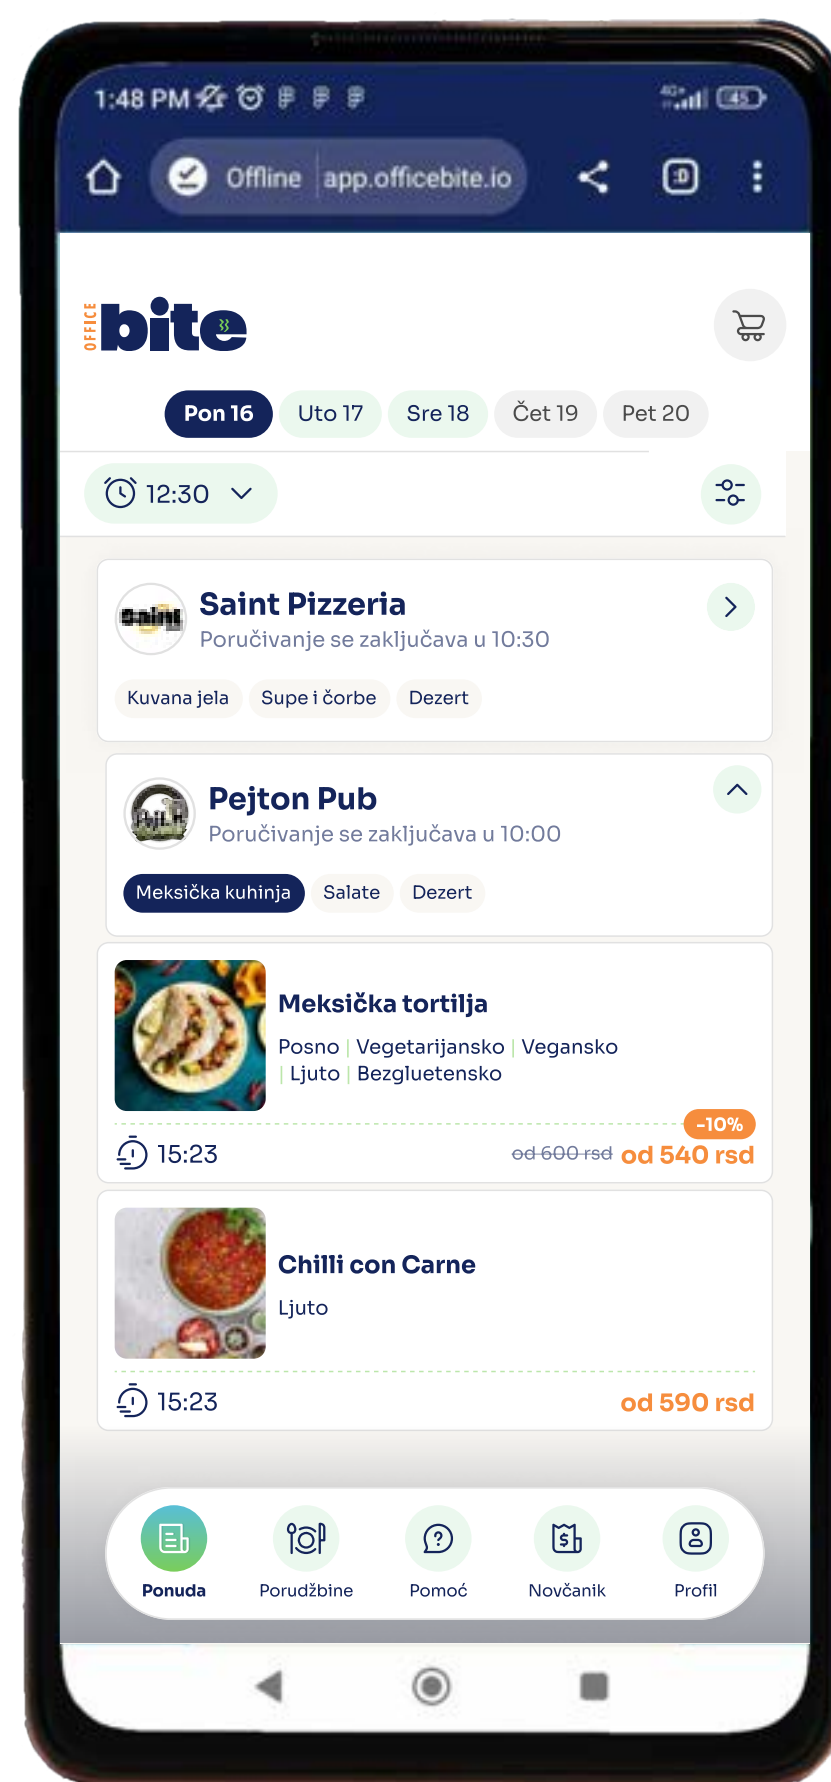 1:48 PM
45
Offline app.officebite.io
OFFICE bite
Pon 16 Uto 17 Sre 18 Čet 19 Pet 20
12:30
Saint Pizzeria
Poručivanje se zaključava u 10:30
Kuvana jela Supe i čorbe Dezert
Pejton Pub
Poručivanje se zaključava u 10:00
Meksička kuhinja Salate Dezert
Meksička tortilja
Posno | Vegetarijansko | Vegansko
| Ljuto | Bezgluetensko
-10%
15:23 od 600 rsd od 540 rsd
Chilli con Carne
Ljuto
15:23 od 590 rsd
Ponuda Porudžbine Pomoć Novčanik Profil